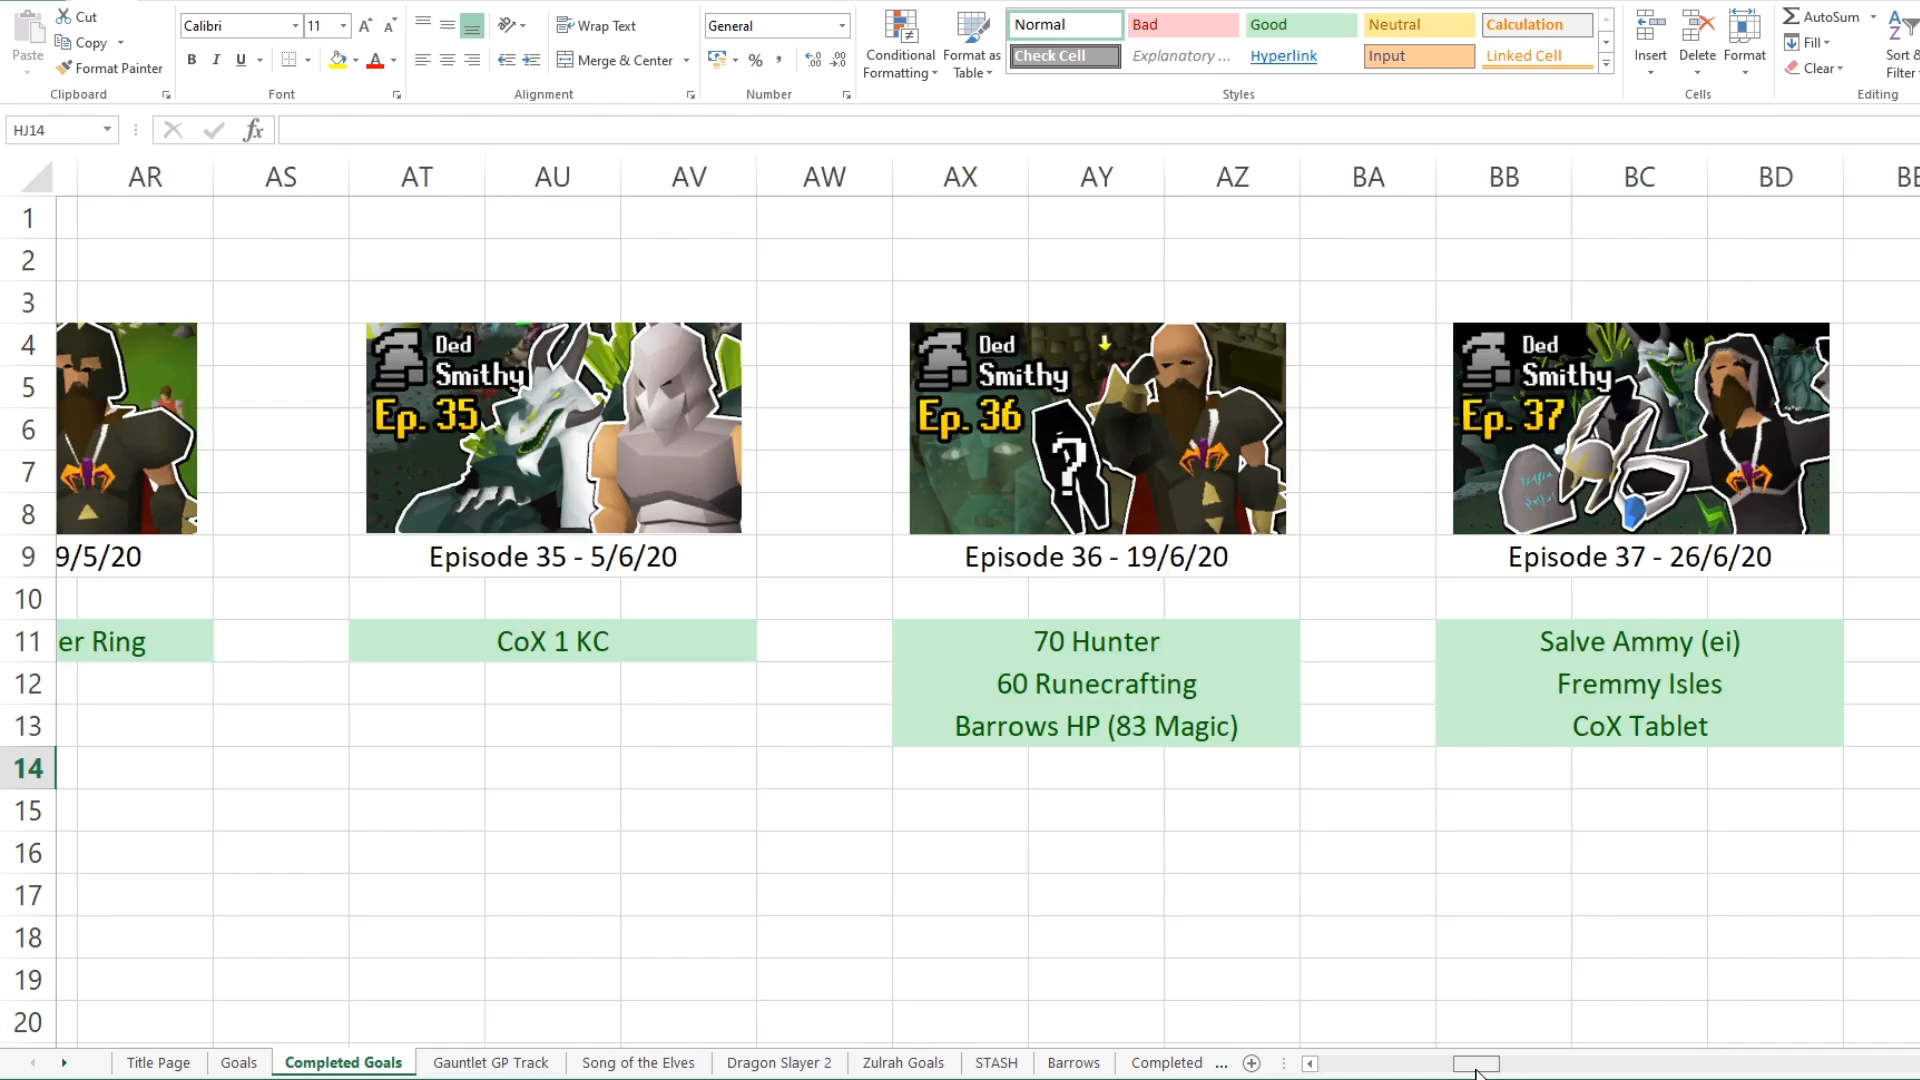 Cut
Copy
Format Painter
Paste
Clipboard
Calibri 11
B I U
Font
Wrap Text
Merge & Center
Alignment
General
%
Number
Conditional Formatting
Format as Table
Normal Bad Good Neutral Calculation
Check Cell Explanatory ... Hyperlink Input Linked Cell
Styles
Insert Delete Format
Cells
AutoSum
Fill
Clear
Sort &
Filter
Editing
HJ14
fx
AR AS AT AU AV AW AX AY AZ BA BB BC BD
1
2
3
4
5
6
7
8
9
10
11
12
13
14
15
16
17
18
19
20
Ded
Smithy
Ep. 35
Ded
Smithy
Ep. 36
?
Ded
Smithy
Ep. 37
9/5/20
Episode 35 - 5/6/20
Episode 36 - 19/6/20
Episode 37 - 26/6/20
er Ring
CoX 1 KC
70 Hunter
60 Runecrafting
Barrows HP (83 Magic)
Salve Ammy (ei)
Fremmy Isles
CoX Tablet
Title Page Goals Completed Goals Gauntlet GP Track Song of the Elves Dragon Slayer 2 Zulrah Goals STASH Barrows Completed ...